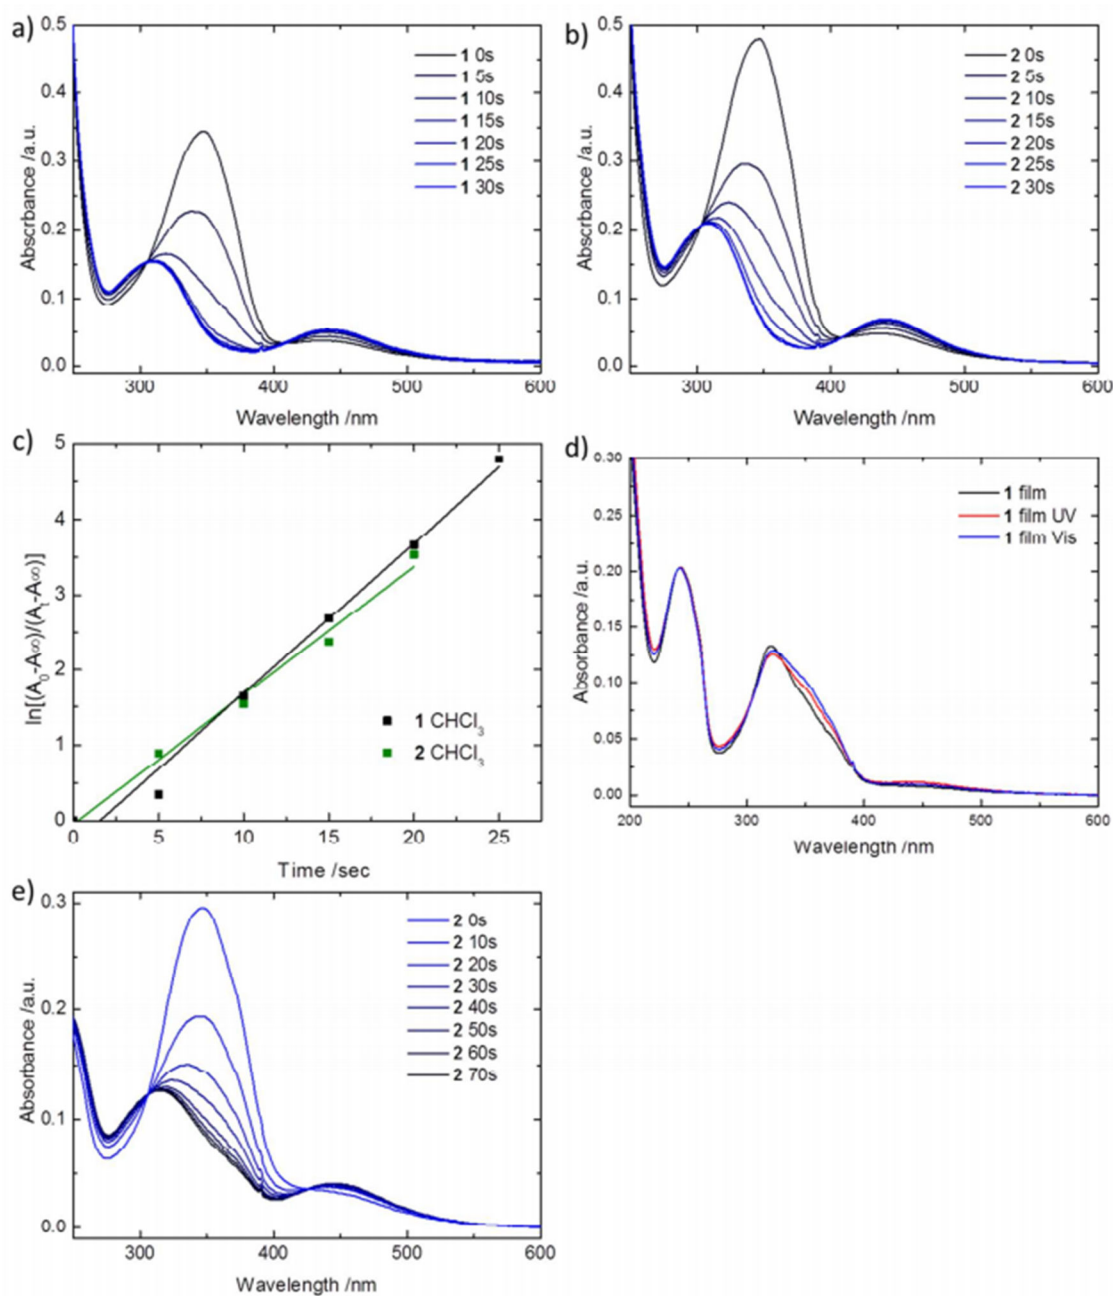 a)
0.5
0.4
0.3
0.2
0.1
0.0
Absorbance /a.u.
1 0s
1 5s
1 10s
1 15s
1 20s
1 25s
1 30s
300
400
500
600
Wavelength /nm
b)
0.5
0.4
0.3
0.2
0.1
0.0
Absorbance /a.u.
2 0s
2 5s
2 10s
2 15s
2 20s
2 25s
2 30s
300
400
500
600
Wavelength /nm
c)
5
4
3
2
1
0
ln[(A₀-A∞)/(Aₜ-A∞)]
1 CHCl₃
2 CHCl₃
0
5
10
15
20
25
Time /sec
d)
0.30
0.25
0.20
0.15
0.10
0.05
0.00
Absorbance /a.u.
1 film
1 film UV
1 film Vis
200
300
400
500
600
Wavelength /nm
e)
0.3
0.2
0.1
0.0
Absorbance /a.u.
2 0s
2 10s
2 20s
2 30s
2 40s
2 50s
2 60s
2 70s
300
400
500
600
Wavelength /nm